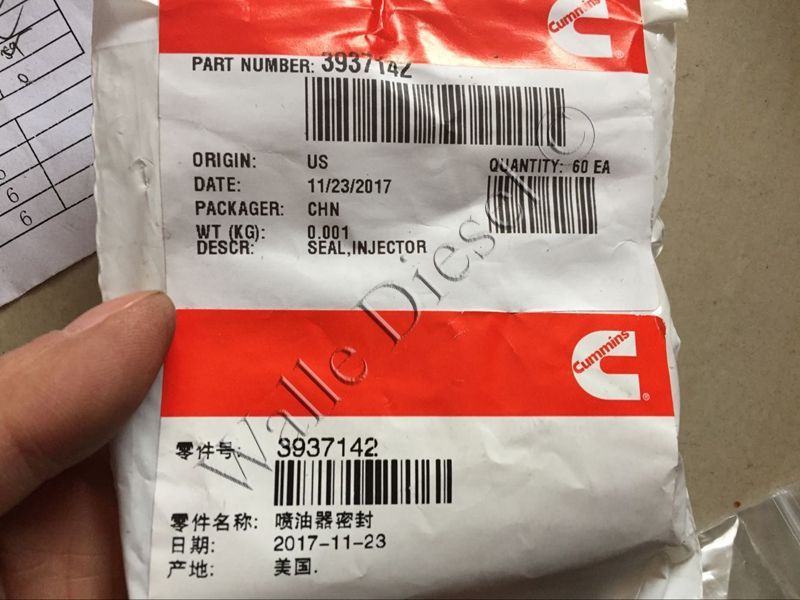 Cummins
PART NUMBER: 3937142
ORIGIN: US
QUANTITY: 60 EA
DATE: 11/23/2017
PACKAGER: CHN
WT (KG): 0.001
DESCR: SEAL,INJECTOR
Cummins
零件号: 3937142
零件名称: 喷油器密封
日期: 2017-11-23
产地: 美国.
Walle Diesel ©